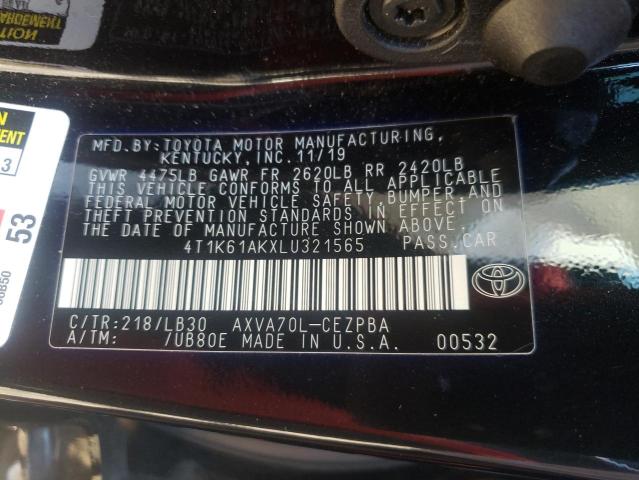 MFD.BY:TOYOTA MOTOR MANUFACTURING,
KENTUCKY, INC. 11/19
GVWR 4475LB GAWR FR 2620LB RR 2420LB
THIS VEHICLE CONFORMS TO ALL APPLICABLE
FEDERAL MOTOR VEHICLE SAFETY,BUMPER,AND
THEFT PREVENTION STANDARDS IN EFFECT ON
THE DATE OF MANUFACTURE SHOWN ABOVE.
4T1K61AKXLU321565 PASS.CAR
C/TR:218/LB30 AXVA70L-CEZPBA
A/TM: 7UB80E MADE IN U.S.A. 00532
53